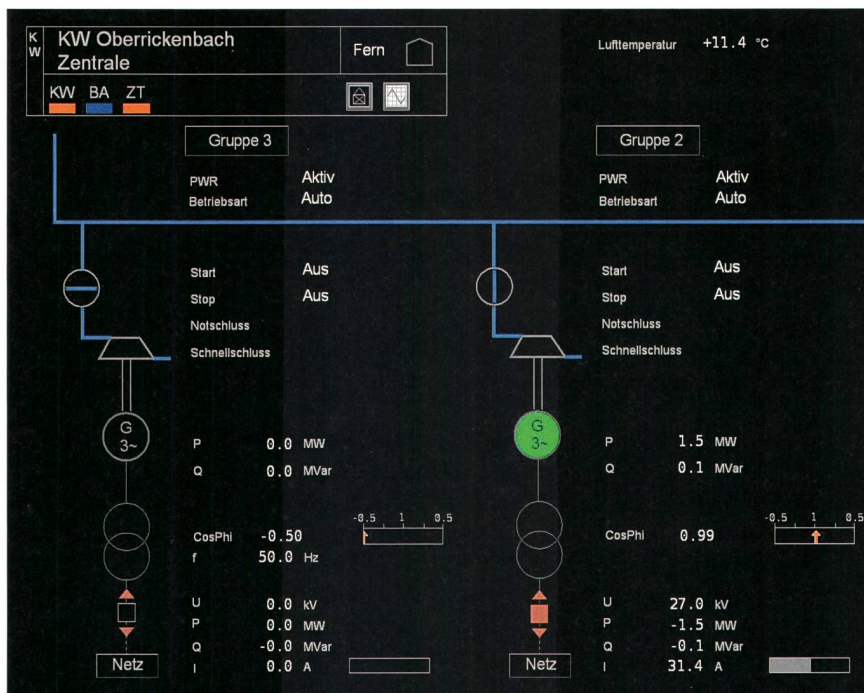 KW
KW Oberrickenbach
Zentrale
Fern
Lufttemperatur +11.4 °C
KW BA ZT
Gruppe 3
PWR Aktiv
Betriebsart Auto
Start Aus
Stop Aus
Notschluss
Schnellschluss
G
3~
P 0.0 MW
Q 0.0 MVar
-0.5 1 0.5
CosPhi -0.50
f 50.0 Hz
U 0.0 kV
P 0.0 MW
Q -0.0 MVar
I 0.0 A
Netz
Gruppe 2
PWR Aktiv
Betriebsart Auto
Start Aus
Stop Aus
Notschluss
Schnellschluss
G
3~
P 1.5 MW
Q 0.1 MVar
-0.5 1 0.5
CosPhi 0.99
U 27.0 kV
P -1.5 MW
Q -0.1 MVar
I 31.4 A
Netz